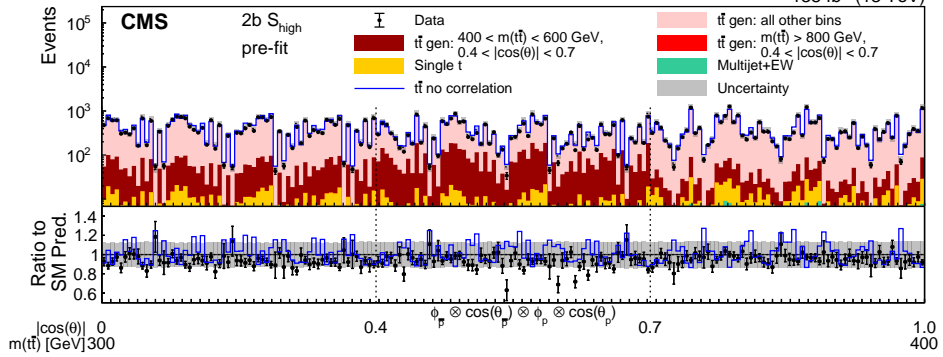 CMS
2b S_high
pre-fit
Data
tt̄ gen: 400 < m(tt̄) < 600 GeV,
0.4 < |cos(θ)| < 0.7
Single t
tt̄ no correlation
tt̄ gen: all other bins
tt̄ gen: m(tt̄) > 800 GeV,
0.4 < |cos(θ)| < 0.7
Multijet+EW
Uncertainty
Events
10^5
10^4
10^3
10^2
Ratio to
SM Pred.
1.4
1.2
1
0.8
0.6
ϕ_p̄ ⊗ cos(θ_p̄) ⊗ ϕ_p ⊗ cos(θ_p)
|cos(θ)| 0 0.4 0.7 1.0
m(tt̄) [GeV] 300 400